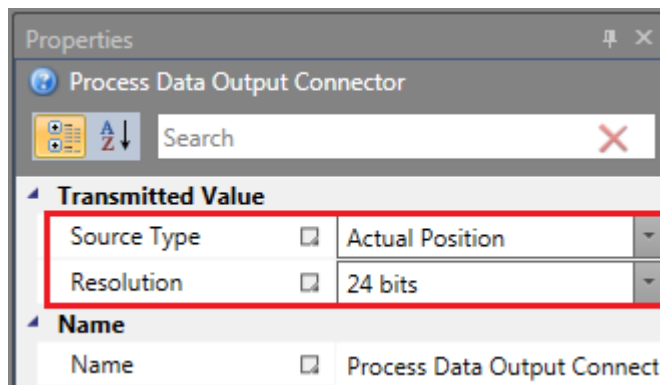 Properties
Process Data Output Connector
A Z Search
Transmitted Value
Source Type Actual Position
Resolution 24 bits
Name
Name Process Data Output Connect